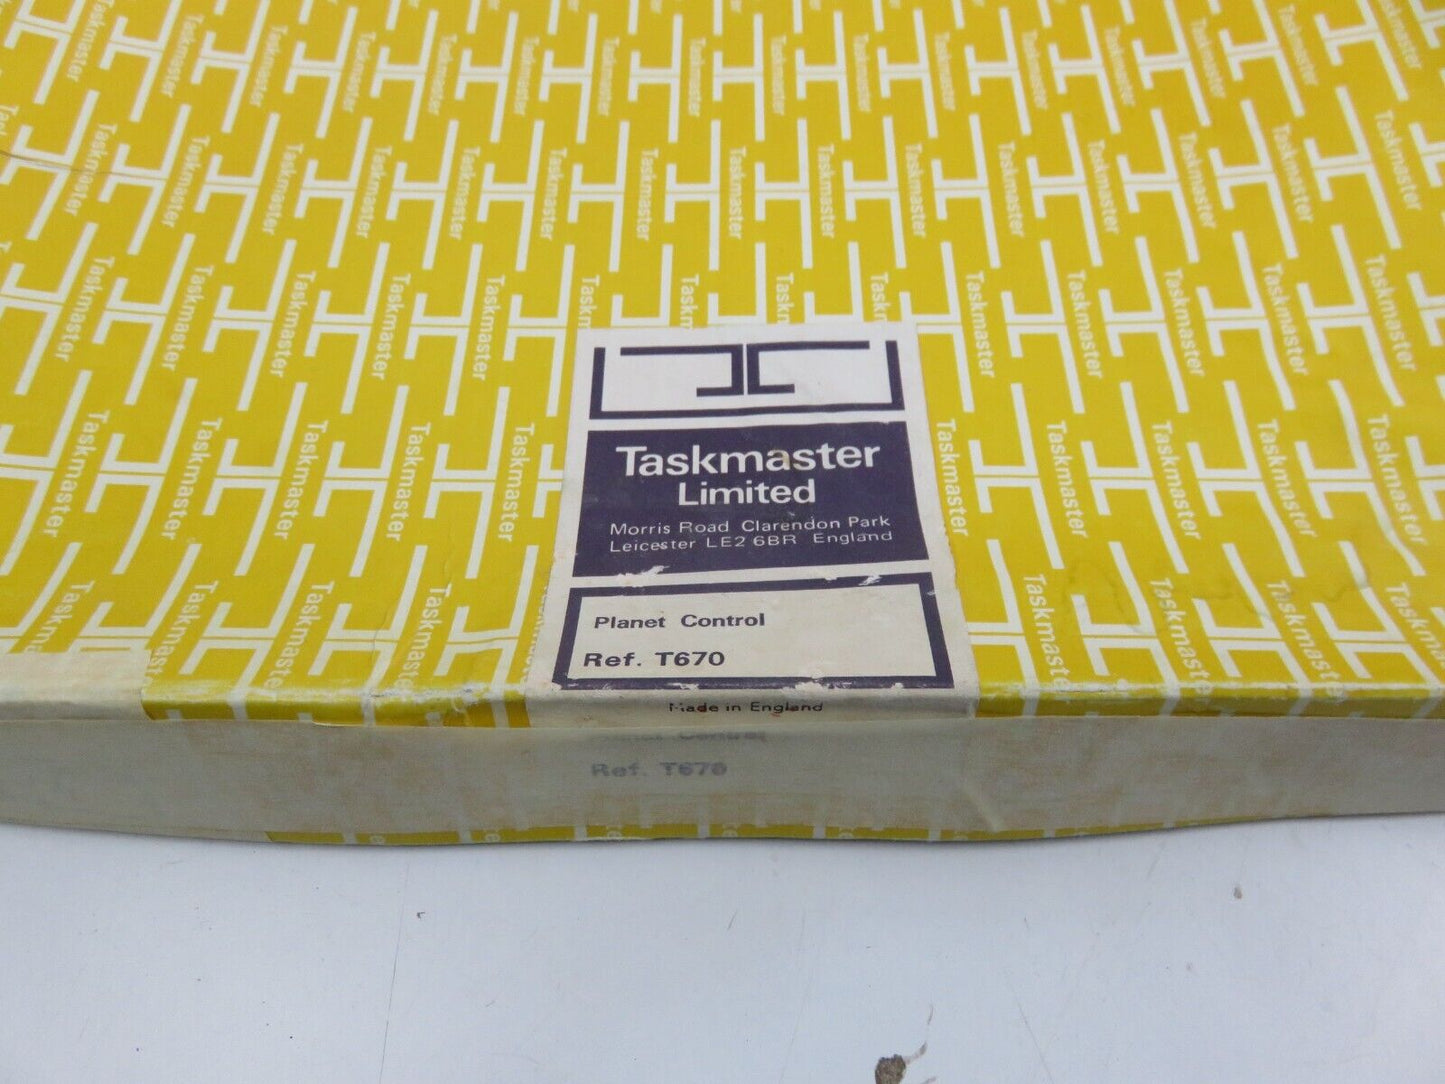 Taskmaster
Limited
Morris Road Clarendon Park
Leicester LE2 6BR England
Planet Control
Ref. T670
Made in England
Control
Ref. T670